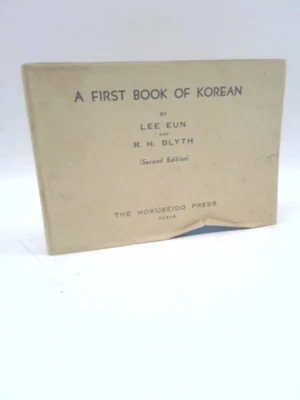 A FIRST BOOK OF KOREAN
BY
LEE EUN
AND
R. H. BLYTH
(Second Edition)
THE HOKUSEIDO PRESS
TOKYO